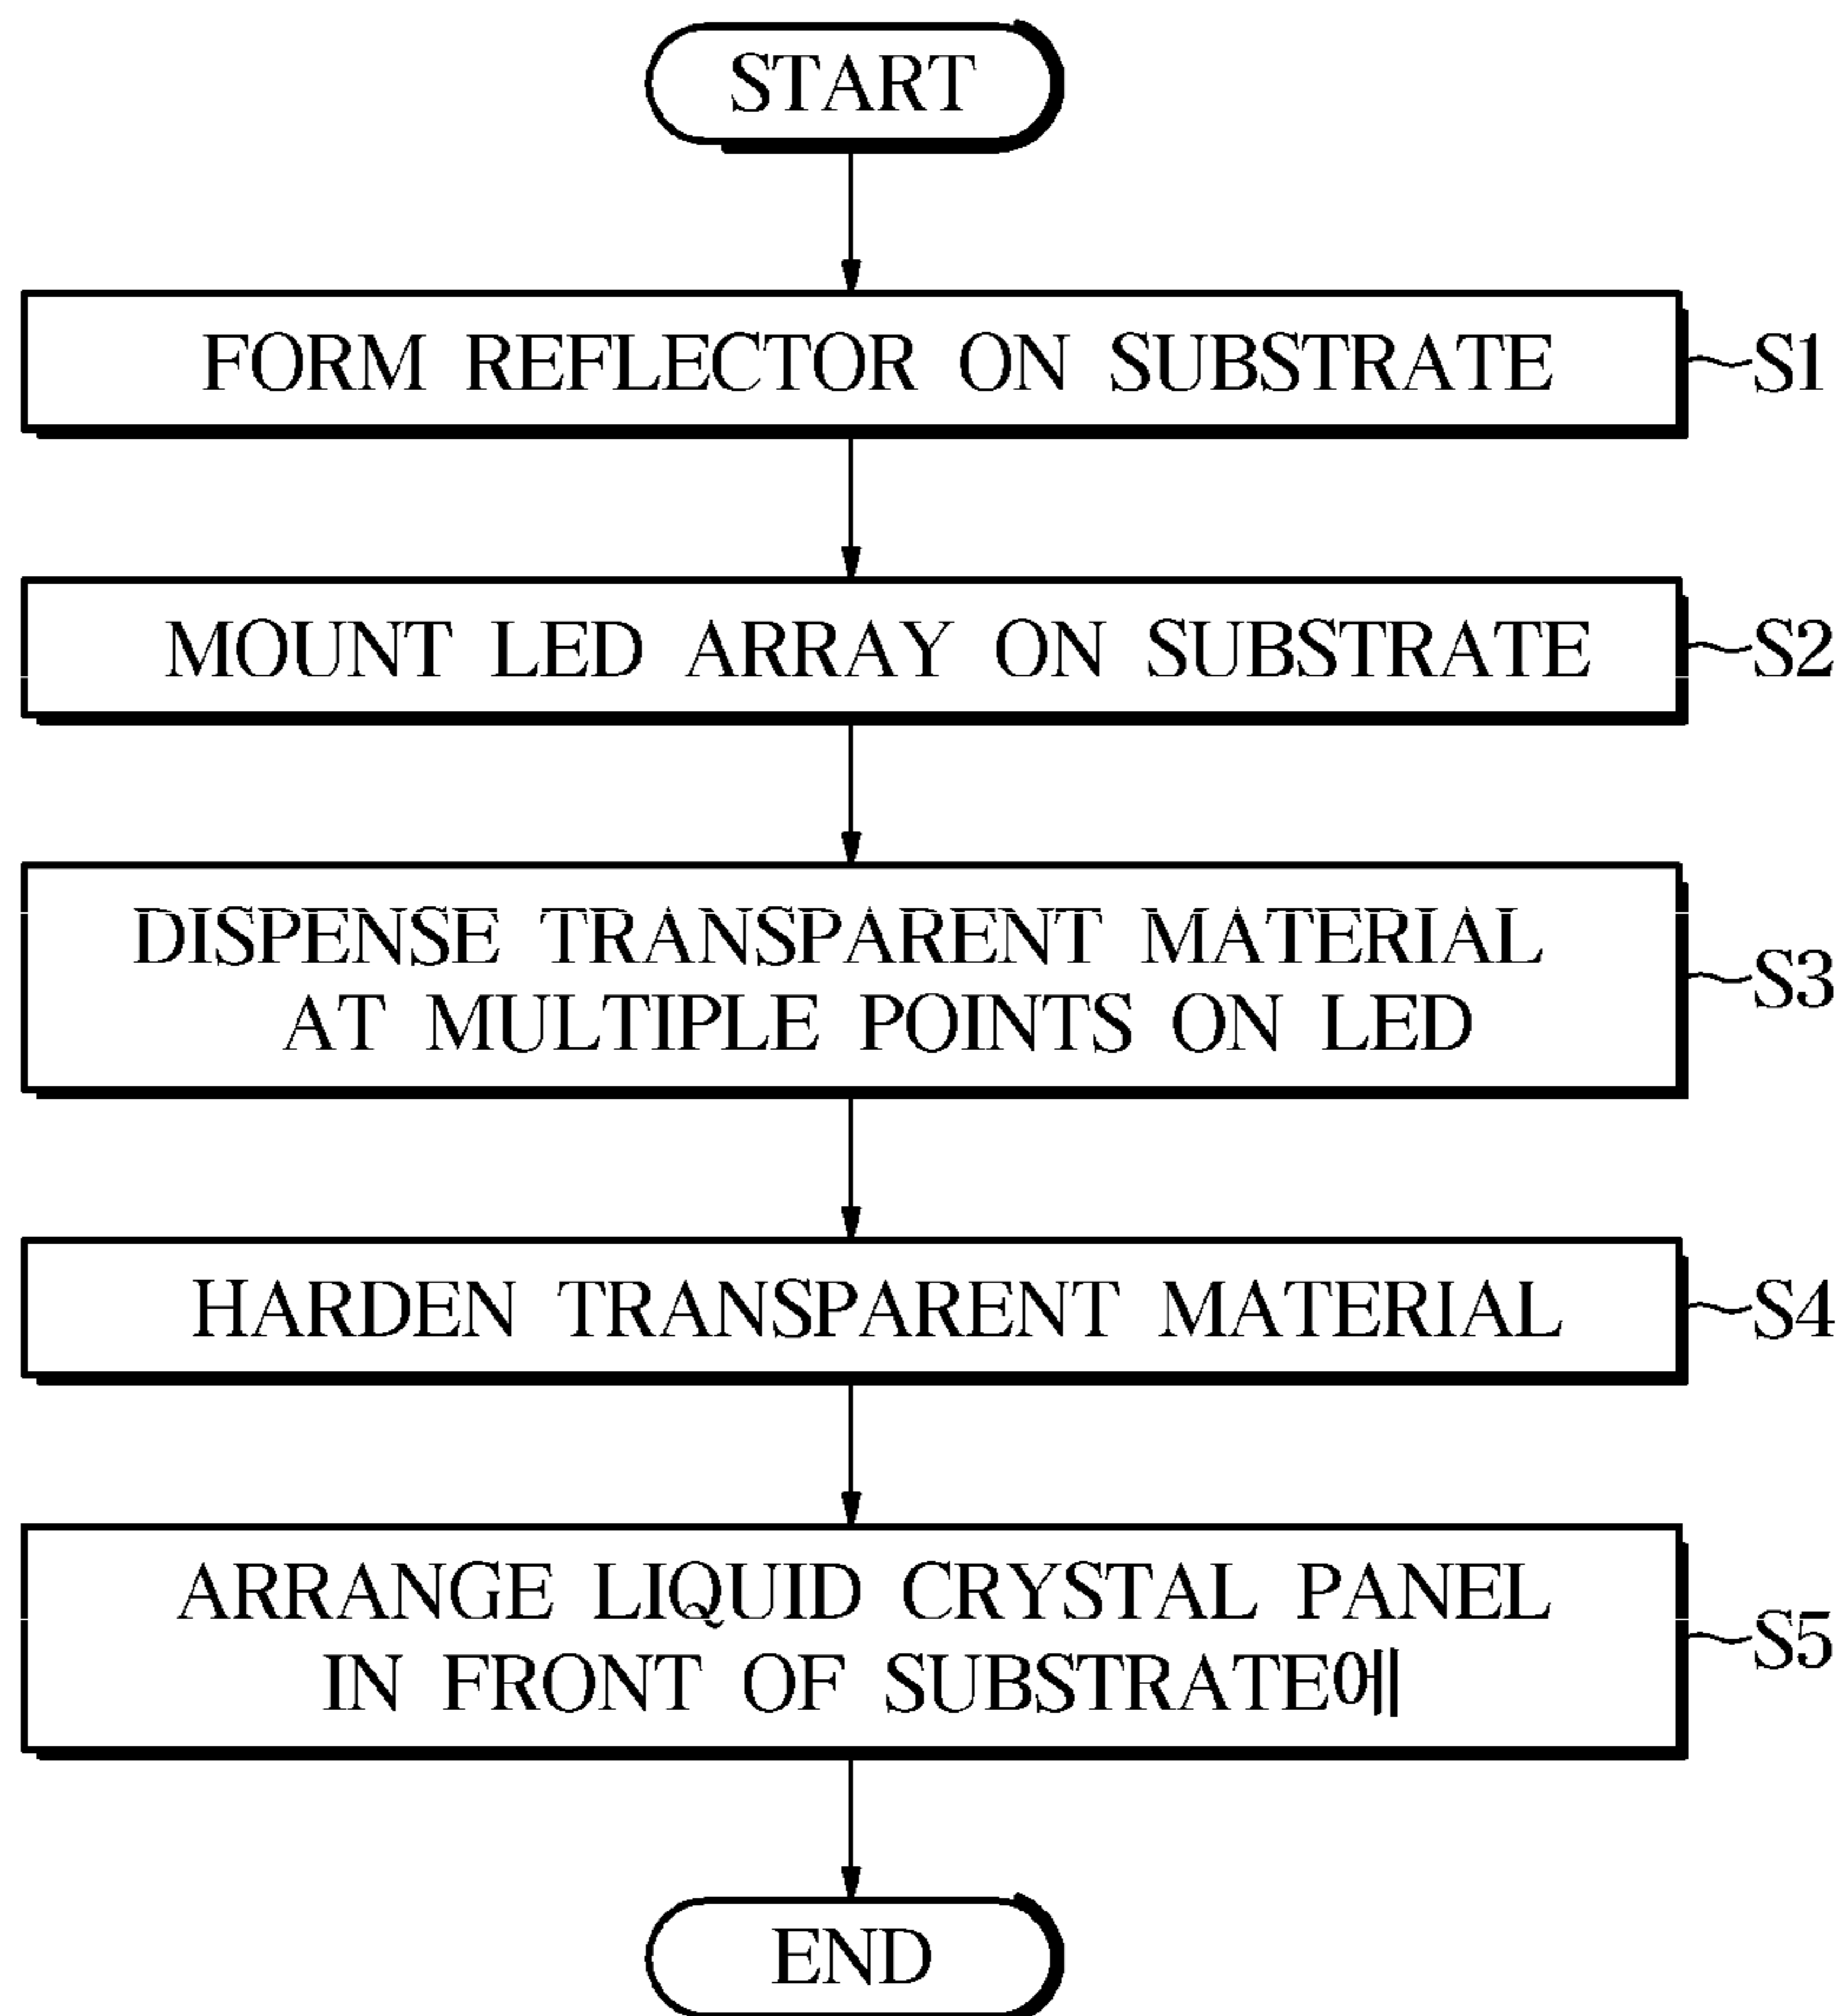 START
FORM REFLECTOR ON SUBSTRATE
S1
MOUNT LED ARRAY ON SUBSTRATE
S2
DISPENSE TRANSPARENT MATERIAL
AT MULTIPLE POINTS ON LED
S3
HARDEN TRANSPARENT MATERIAL
S4
ARRANGE LIQUID CRYSTAL PANEL
IN FRONT OF SUBSTRATE에
S5
END